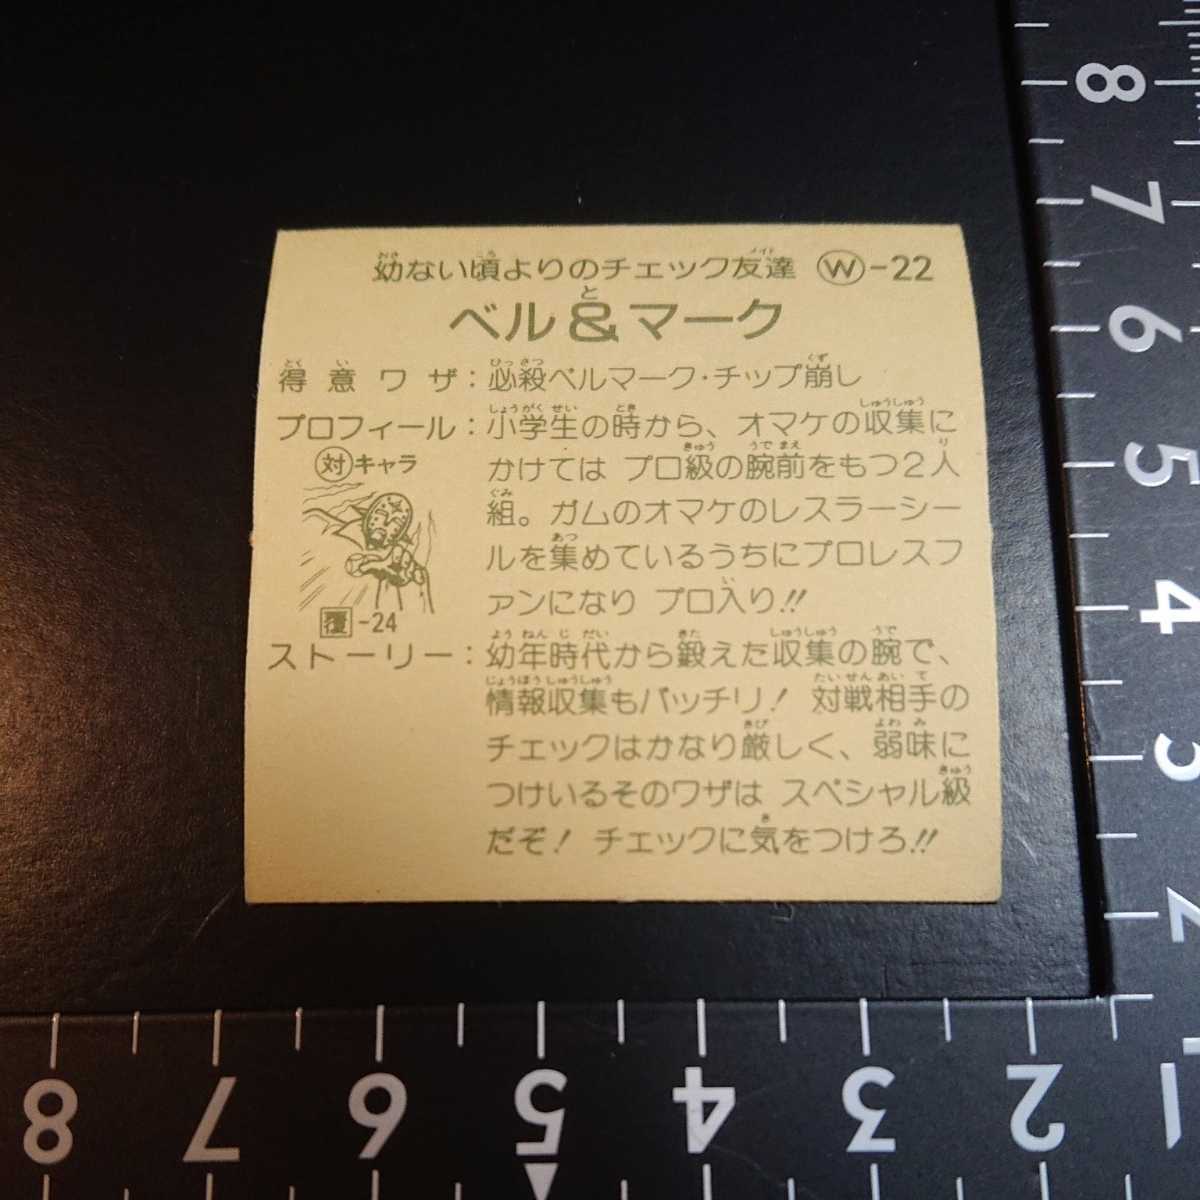 幼ない頃よりのチェック友達 Ⓦ-22
ベル&マーク
得意ワザ：必殺ベルマーク・チップ崩し
プロフィール：小学生の時から、オマケの収集に
かけては プロ級の腕前をもつ2人
組。ガムのオマケのレスラーシー
ルを集めているうちにプロレスフ
ァンになり プロ入り!!
対キャラ
覆-24
ストーリー：幼年時代から鍛えた収集の腕で、
情報収集もバッチリ! 対戦相手の
チェックはかなり厳しく、弱味に
つけいるそのワザは スペシャル級
だぞ! チェックに気をつけろ!!
8
7
6
5
4
3
2
1
8 7 6 5 4 3 2